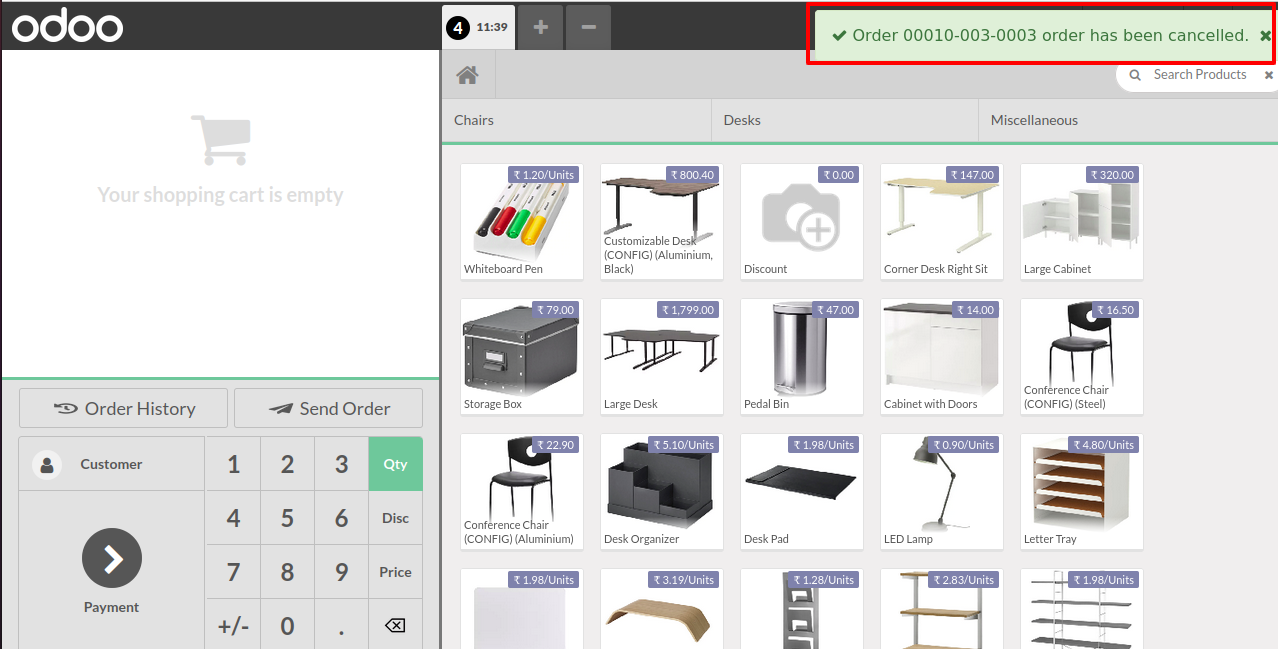 odoo
4 11:39 + −
✔ Order 00010-003-0003 order has been cancelled. ✖
Search Products ✖
Chairs Desks Miscellaneous
Your shopping cart is empty
₹ 1.20/Units
Whiteboard Pen
₹ 800.40
Customizable Desk
(CONFIG) (Aluminium,
Black)
₹ 0.00
Discount
₹ 147.00
Corner Desk Right Sit
₹ 320.00
Large Cabinet
₹ 79.00
Storage Box
₹ 1,799.00
Large Desk
₹ 47.00
Pedal Bin
₹ 14.00
Cabinet with Doors
₹ 16.50
Conference Chair
(CONFIG) (Steel)
₹ 22.90
Conference Chair
(CONFIG) (Aluminium)
₹ 5.10/Units
Desk Organizer
₹ 1.98/Units
Desk Pad
₹ 0.90/Units
LED Lamp
₹ 4.80/Units
Letter Tray
₹ 1.98/Units
₹ 3.19/Units
₹ 1.28/Units
₹ 2.83/Units
₹ 1.98/Units
Order History Send Order
Customer
1 2 3 Qty
4 5 6 Disc
7 8 9 Price
Payment
+/- 0 .